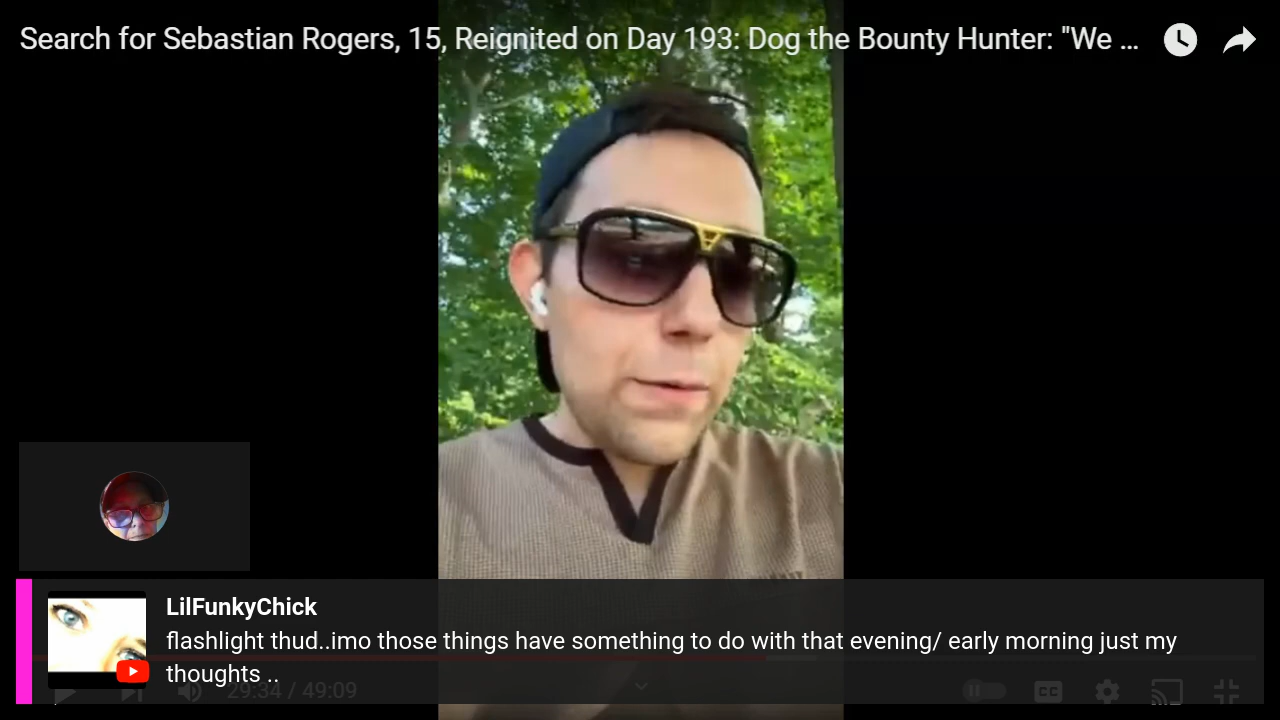 Search for Sebastian Rogers, 15, Reignited on Day 193: Dog the Bounty Hunter: "We ...
LilFunkyChick
flashlight thud..imo those things have something to do with that evening/ early morning just my
thoughts ..
29:34 / 49:09
CC